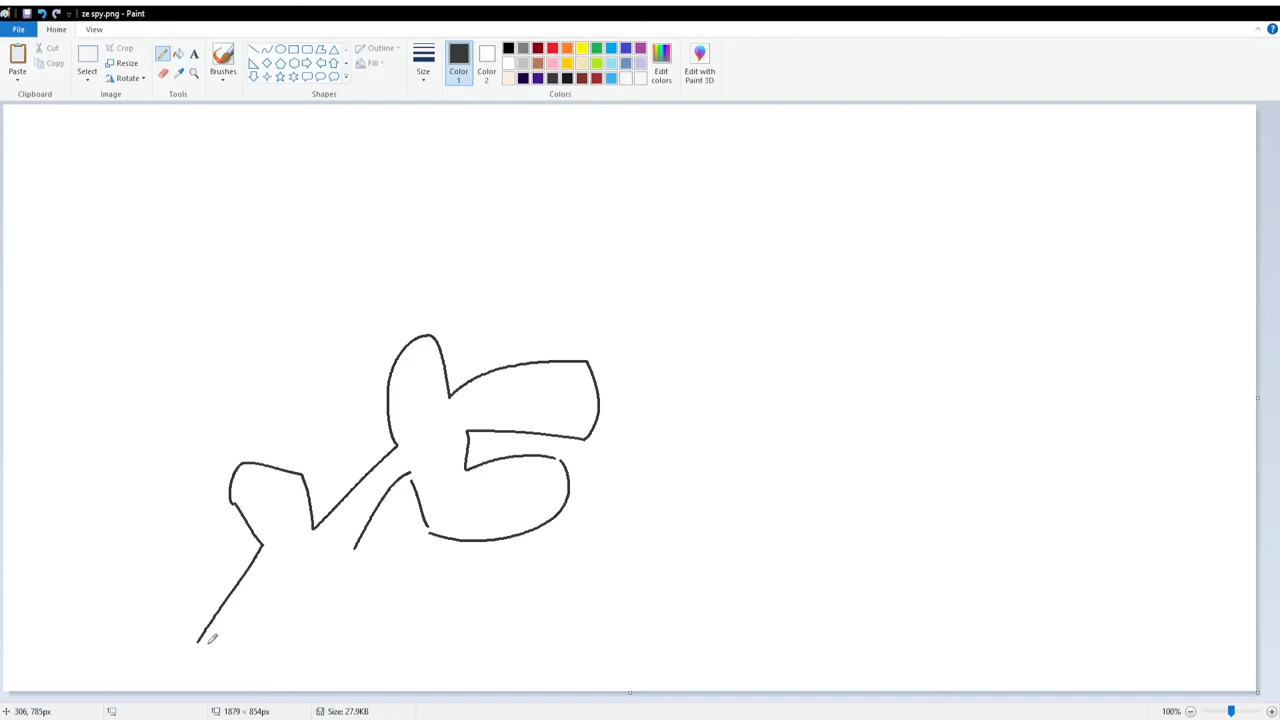 ze spy.png - Paint
File Home View
Paste Cut Copy Clipboard
Select Crop Resize Rotate Image
Tools
Brushes
Outline Fill Shapes
Size
Color 1
Color 2
Edit colors
Edit with Paint 3D
Colors
306, 785px 1879 × 854px Size: 27.9KB 100%